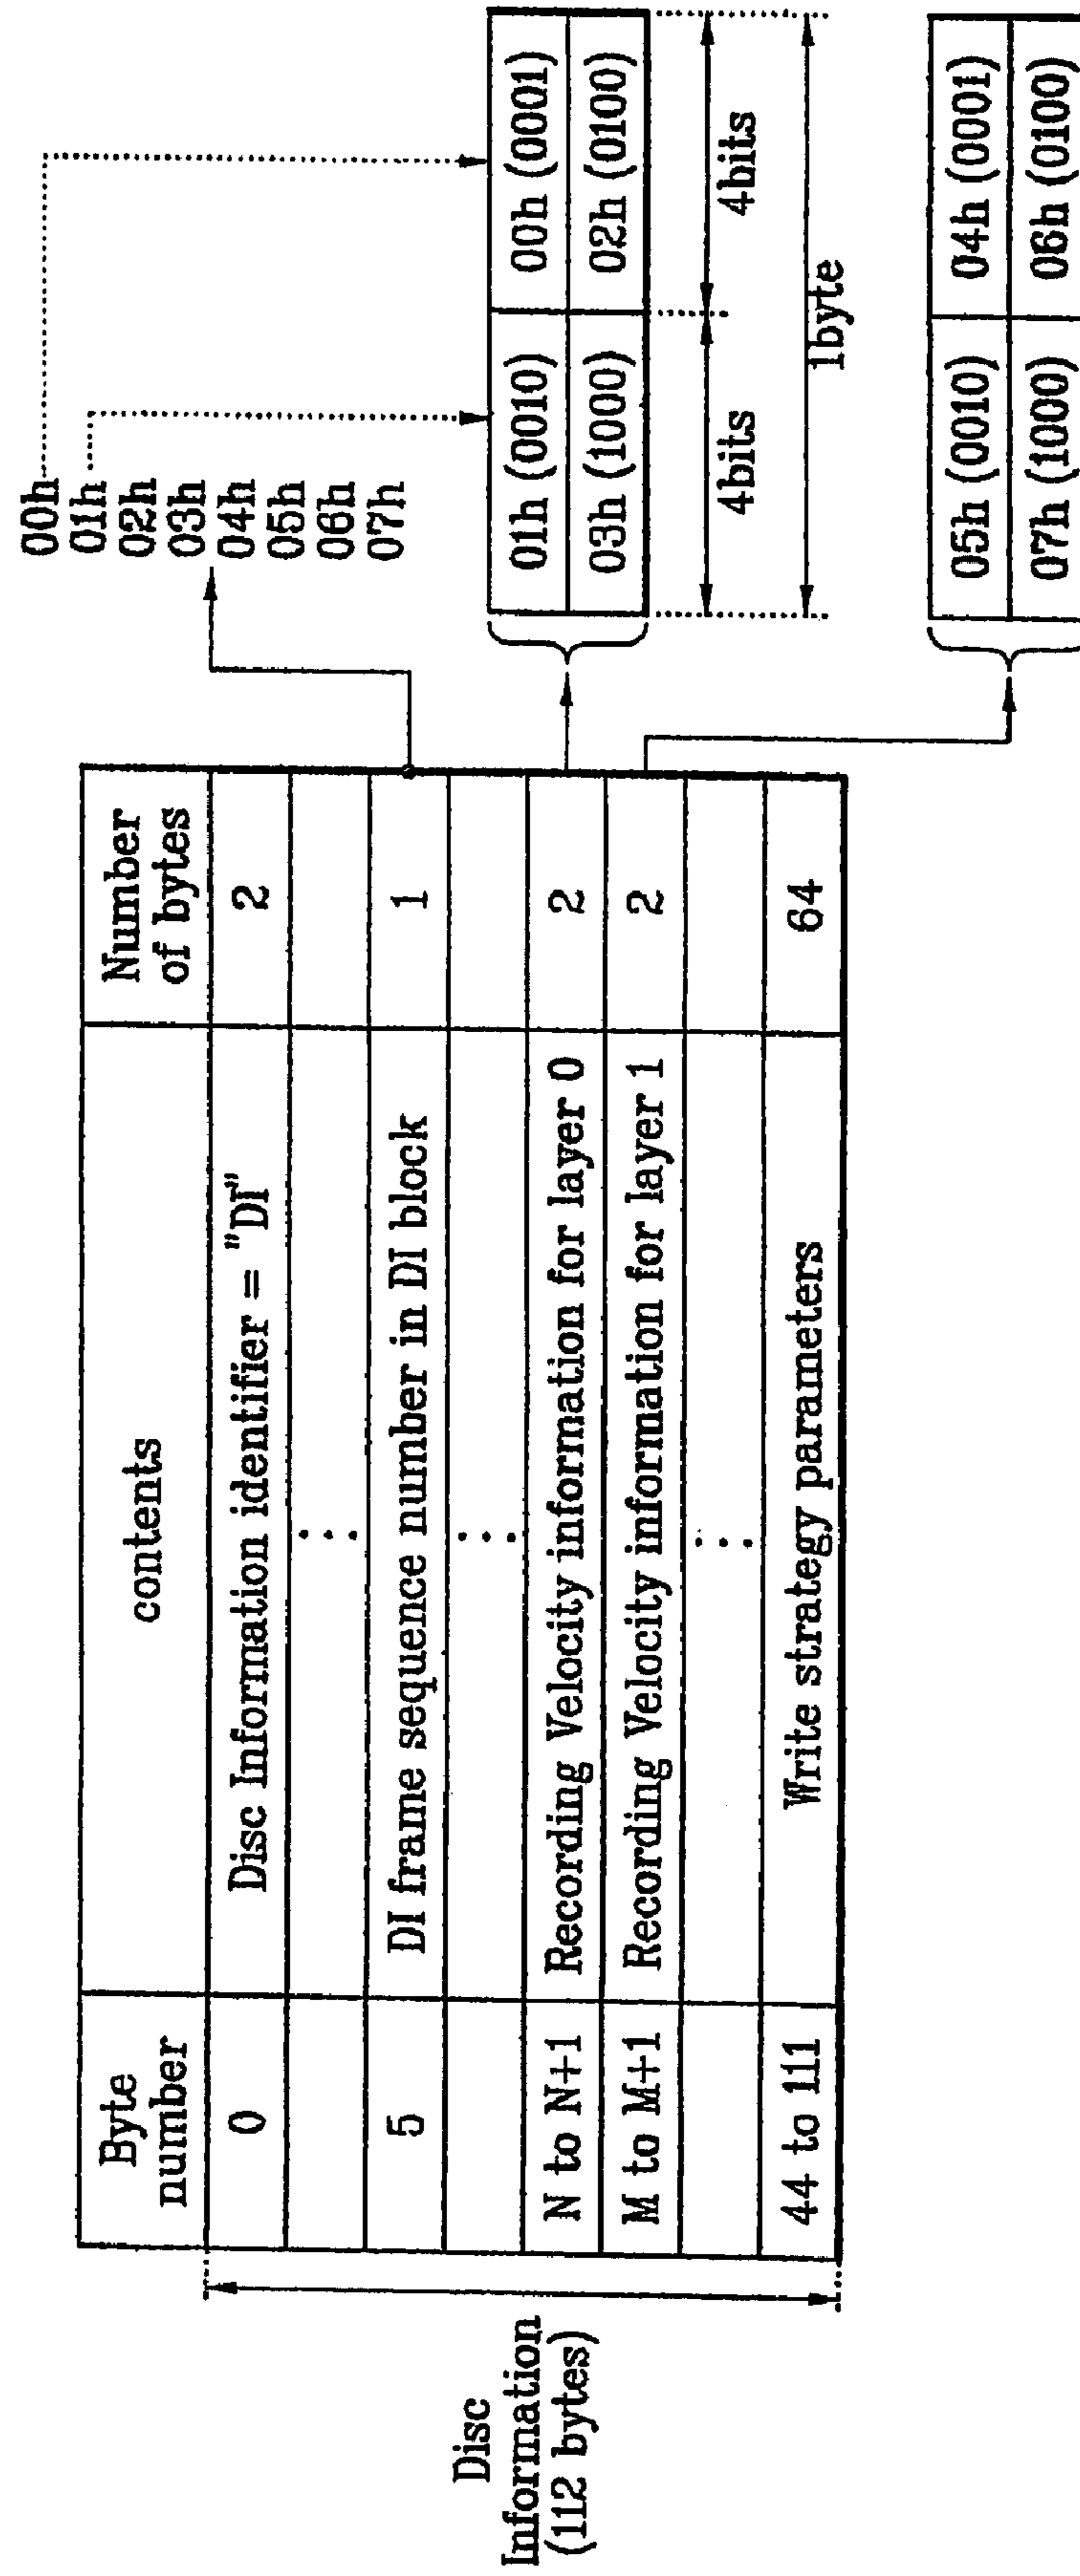 Disc
Information
(112 bytes)
Byte
number
contents
Number
of bytes
0
Disc Information identifier = "DI"
2
5
DI frame sequence number in DI block
1
N to N+1
Recording Velocity information for layer 0
2
M to M+1
Recording Velocity information for layer 1
2
44 to 111
Write strategy parameters
64
00h
01h
02h
03h
04h
05h
06h
07h
01h (0010)
00h (0001)
03h (1000)
02h (0100)
4bits
4bits
1byte
05h (0010)
04h (0001)
07h (1000)
06h (0100)